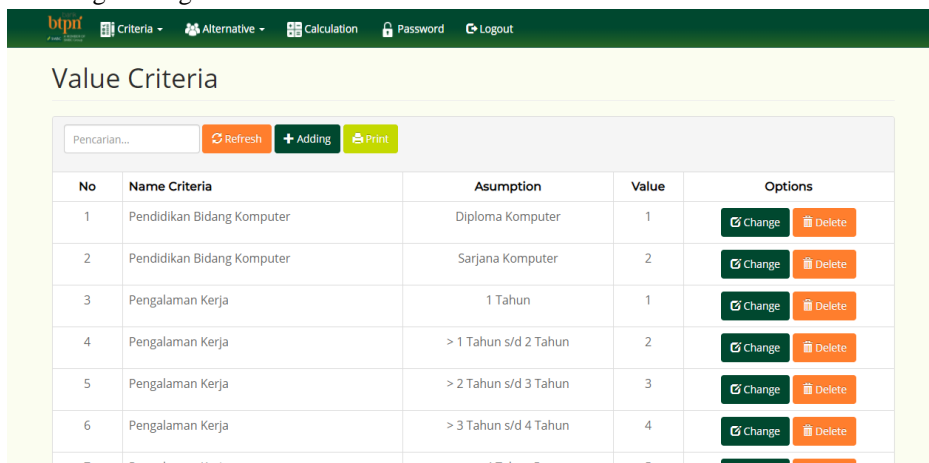 btpn Criteria Alternative Calculation Password Logout
Value Criteria
Pencarian... Refresh Adding Print
No Name Criteria Asumption Value Options
1 Pendidikan Bidang Komputer Diploma Komputer 1 Change Delete
2 Pendidikan Bidang Komputer Sarjana Komputer 2 Change Delete
3 Pengalaman Kerja 1 Tahun 1 Change Delete
4 Pengalaman Kerja > 1 Tahun s/d 2 Tahun 2 Change Delete
5 Pengalaman Kerja > 2 Tahun s/d 3 Tahun 3 Change Delete
6 Pengalaman Kerja > 3 Tahun s/d 4 Tahun 4 Change Delete